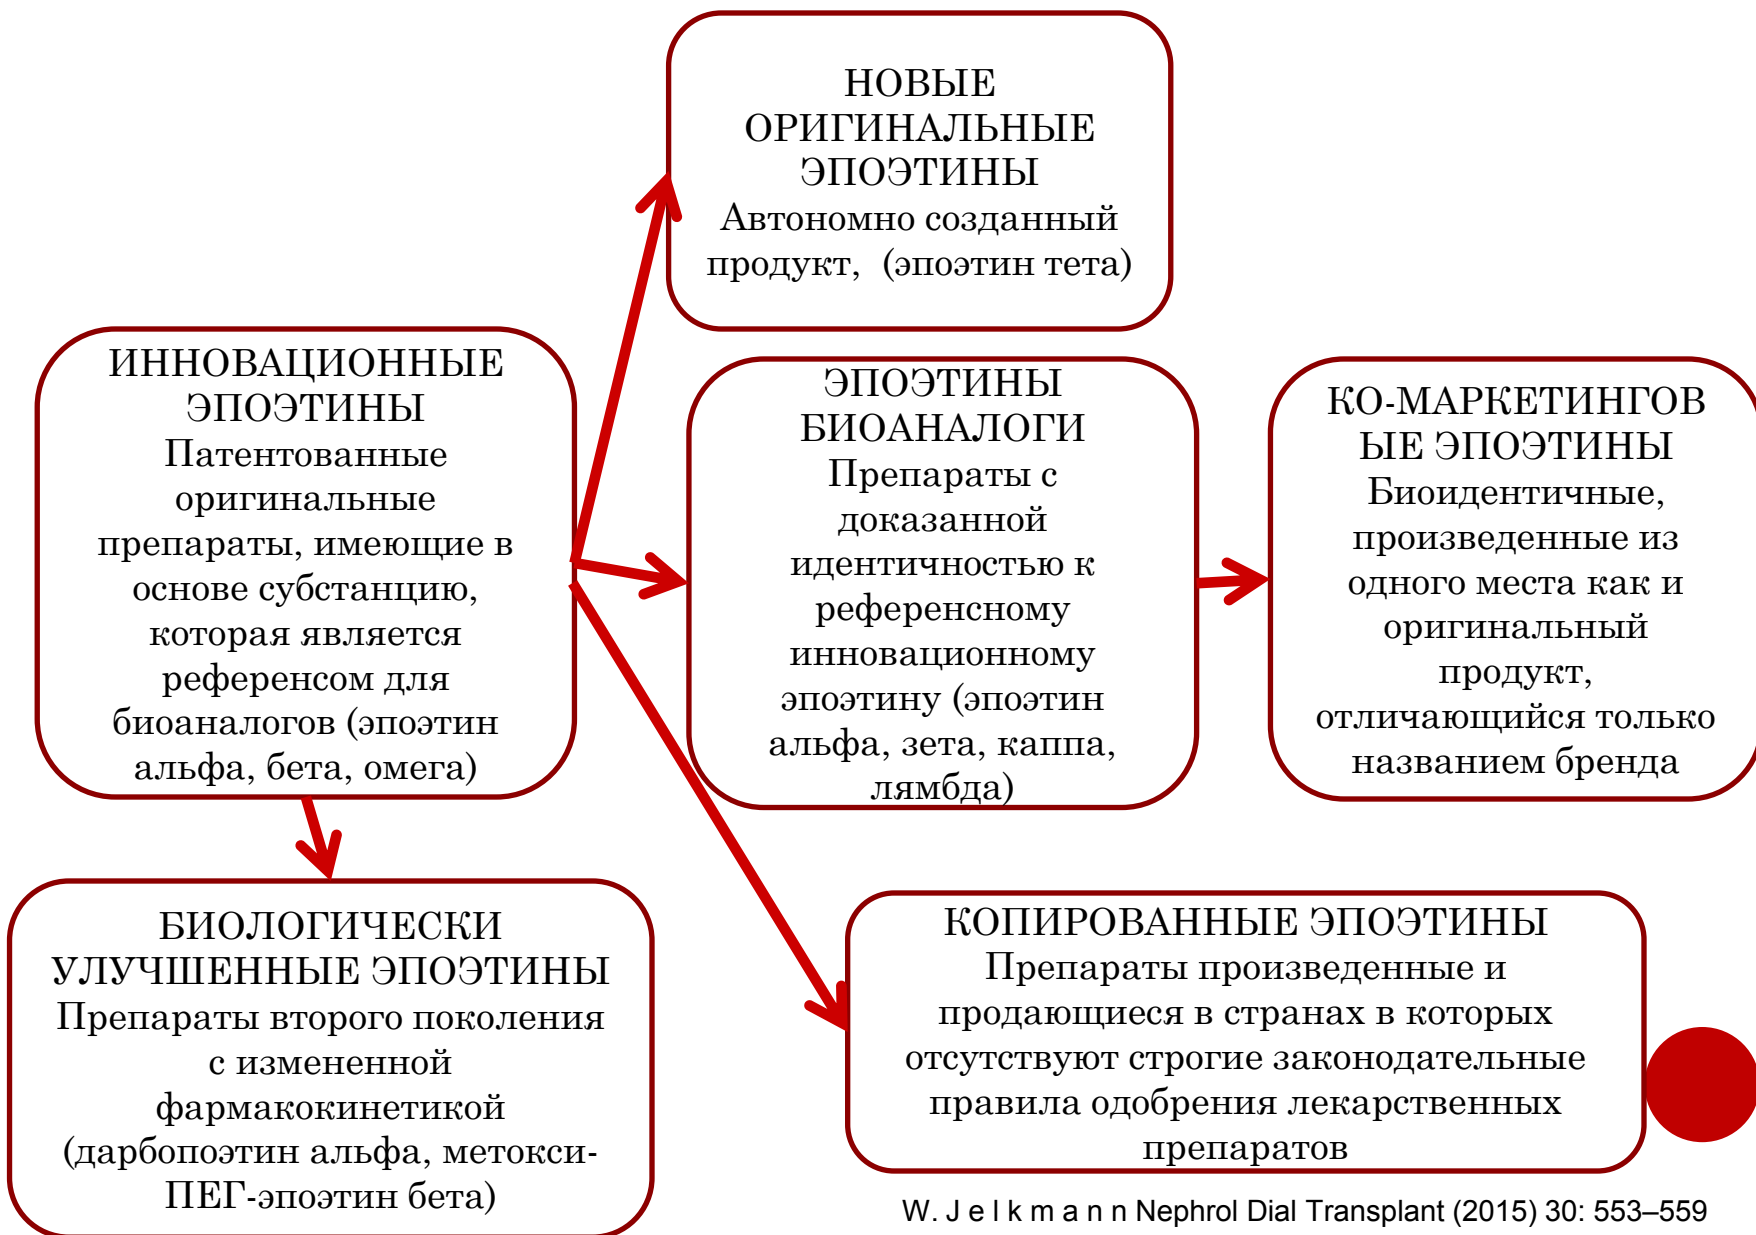 НОВЫЕ
ОРИГИНАЛЬНЫЕ
ЭПОЭТИНЫ
Автономно созданный
продукт, (эпоэтин тета)
ИННОВАЦИОННЫЕ
ЭПОЭТИНЫ
Патентованные
оригинальные
препараты, имеющие в
основе субстанцию,
которая является
референсом для
биоаналогов (эпоэтин
альфа, бета, омега)
ЭПОЭТИНЫ
БИОАНАЛОГИ
Препараты с
доказанной
идентичностью к
референсному
инновационному
эпоэтину (эпоэтин
альфа, зета, каппа,
лямбда)
КО-МАРКЕТИНГОВ
ЫЕ ЭПОЭТИНЫ
Биоидентичные,
произведенные из
одного места как и
оригинальный
продукт,
отличающийся только
названием бренда
БИОЛОГИЧЕСКИ
УЛУЧШЕННЫЕ ЭПОЭТИНЫ
Препараты второго поколения
с измененной
фармакокинетикой
(дарбопоэтин альфа, метокси-
ПЕГ-эпоэтин бета)
КОПИРОВАННЫЕ ЭПОЭТИНЫ
Препараты произведенные и
продающиеся в странах в которых
отсутствуют строгие законодательные
правила одобрения лекарственных
препаратов
W. J e l k m a n n Nephrol Dial Transplant (2015) 30: 553–559